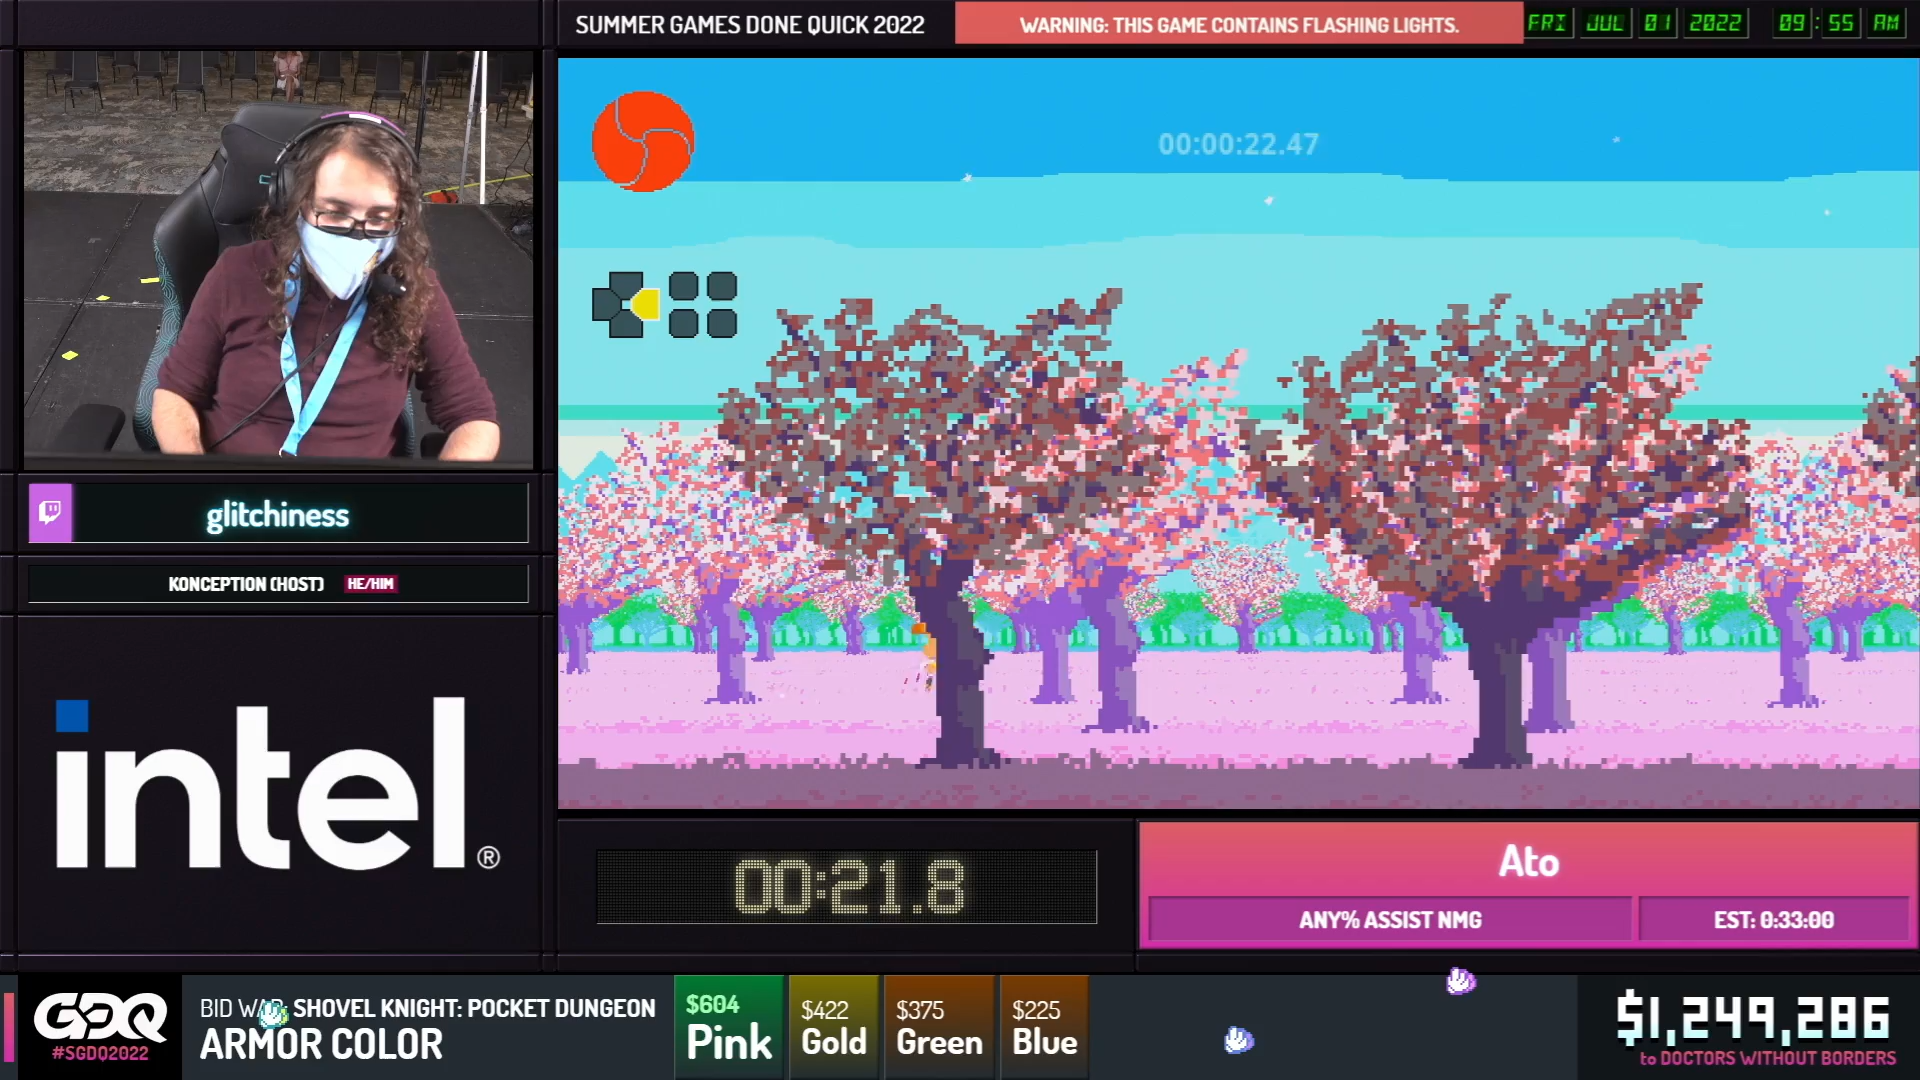 SUMMER GAMES DONE QUICK 2022
WARNING: THIS GAME CONTAINS FLASHING LIGHTS.
FRI JUL 01 2022 09:55 AM
00:00:22.47
glitchiness
KONCEPTION (HOST) HE/HIM
intel®
00:21.8
Ato
ANY% ASSIST NMG
EST: 0:33:00
GDQ
#SGDQ2022
BID WAR: SHOVEL KNIGHT: POCKET DUNGEON
ARMOR COLOR
$604
Pink
$422
Gold
$375
Green
$225
Blue
$1,249,286
to DOCTORS WITHOUT BORDERS